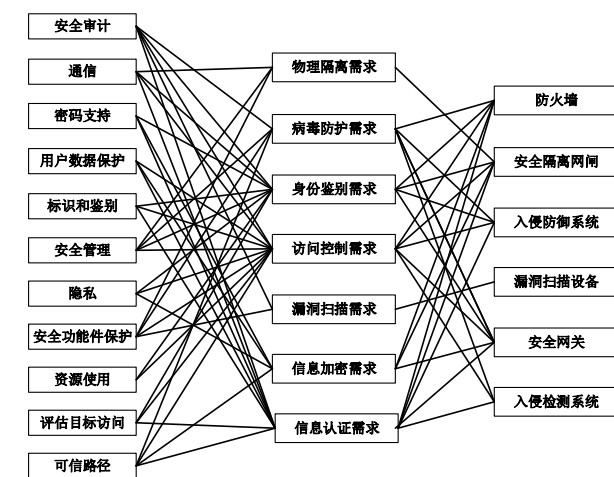 安全审计
通信
密码支持
用户数据保护
标识和鉴别
安全管理
隐私
安全功能件保护
资源使用
评估目标访问
可信路径
物理隔离需求
病毒防护需求
身份鉴别需求
访问控制需求
漏洞扫描需求
信息加密需求
信息认证需求
防火墙
安全隔离网闸
入侵防御系统
漏洞扫描设备
安全网关
入侵检测系统